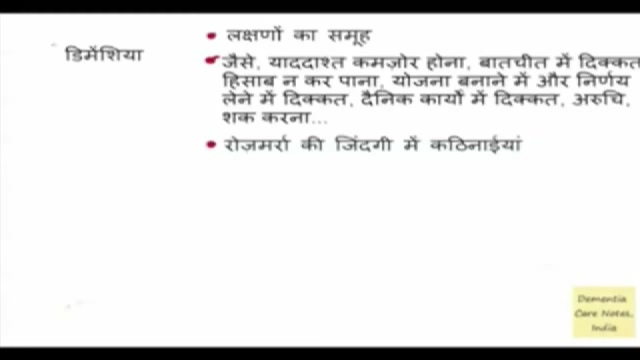 डिमेंशिया
लक्षणों का समूह
जैसे, याददाश्त कमज़ोर होना, बातचीत में दिक्कत
हिसाब न कर पाना, योजना बनाने में और निर्णय
लेने में दिक्कत, दैनिक कार्यों में दिक्कत, अरुचि,
शक करना...
रोज़मर्रा की जिंदगी में कठिनाईयां
Dementia
Care Notes,
India